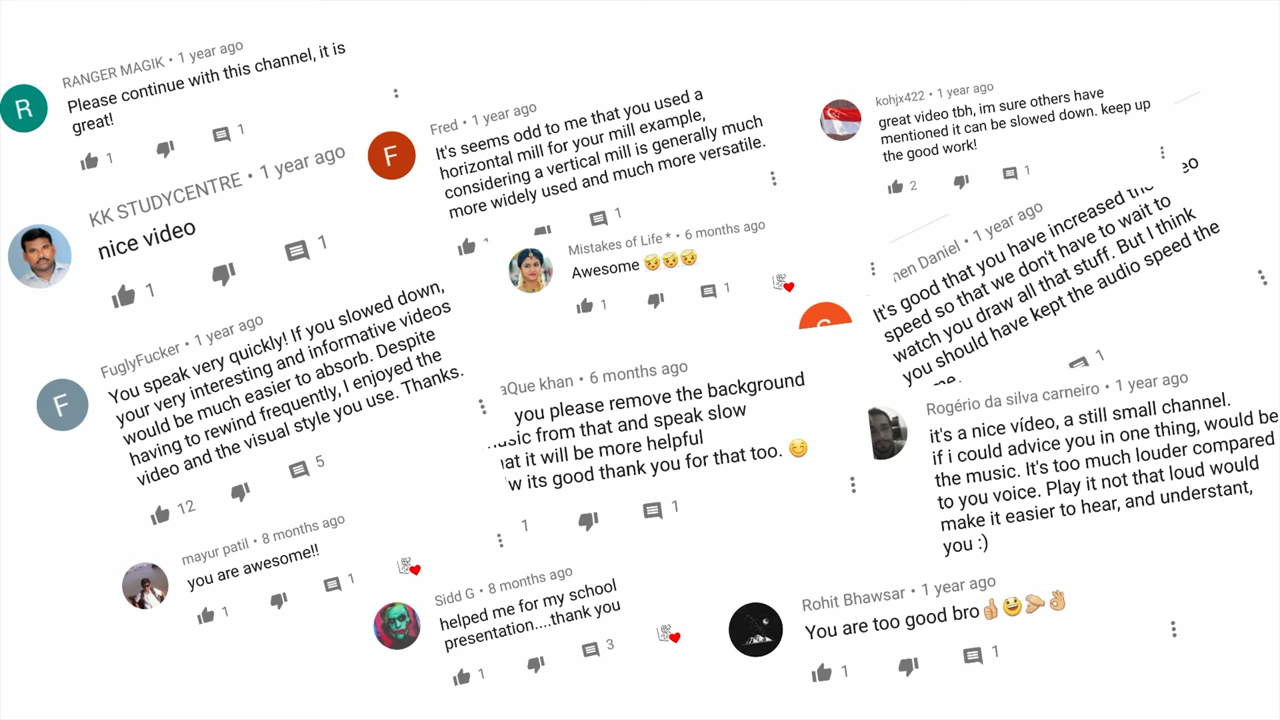 RANGER MAGIK • 1 year ago
Please continue with this channel, it is
great!
1
1
R
KK STUDYCENTRE • 1 year ago
nice video
1
1
FuglyFucker • 1 year ago
You speak very quickly! If you slowed down,
your very interesting and informative videos
would be much easier to absorb. Despite
having to rewind frequently, I enjoyed the
video and the visual style you use. Thanks.
12
5
F
mayur patil • 8 months ago
you are awesome!!
1
1
Fred • 1 year ago
It's seems odd to me that you used a
horizontal mill for your mill example,
considering a vertical mill is generally much
more widely used and much more versatile.
1
F
Mistakes of Life * • 6 months ago
Awesome 😇😇😇
1
1
aQue khan • 6 months ago
you please remove the background
from that and speak slow
at it will be more helpful
w its good thank you for that too. 😊
1
1
Sidd G • 8 months ago
helped me for my school
presentation....thank you
1
3
kohjx422 • 1 year ago
great video tbh, im sure others have
mentioned it can be slowed down. keep up
the good work!
2
1
Daniel • 1 year ago
It's good that you have increased the eo
speed so that we don't have to wait to
watch you draw all that stuff. But I think
you should have kept the audio speed the
1
Rogério da silva carneiro • 1 year ago
it's a nice vídeo, a still small channel.
if i could advice you in one thing, would be
the music. It's too much louder compared
to you voice. Play it not that loud would
make it easier to hear, and understant,
you :)
Rohit Bhawsar • 1 year ago
You are too good bro👍😃🤛👌
1
1